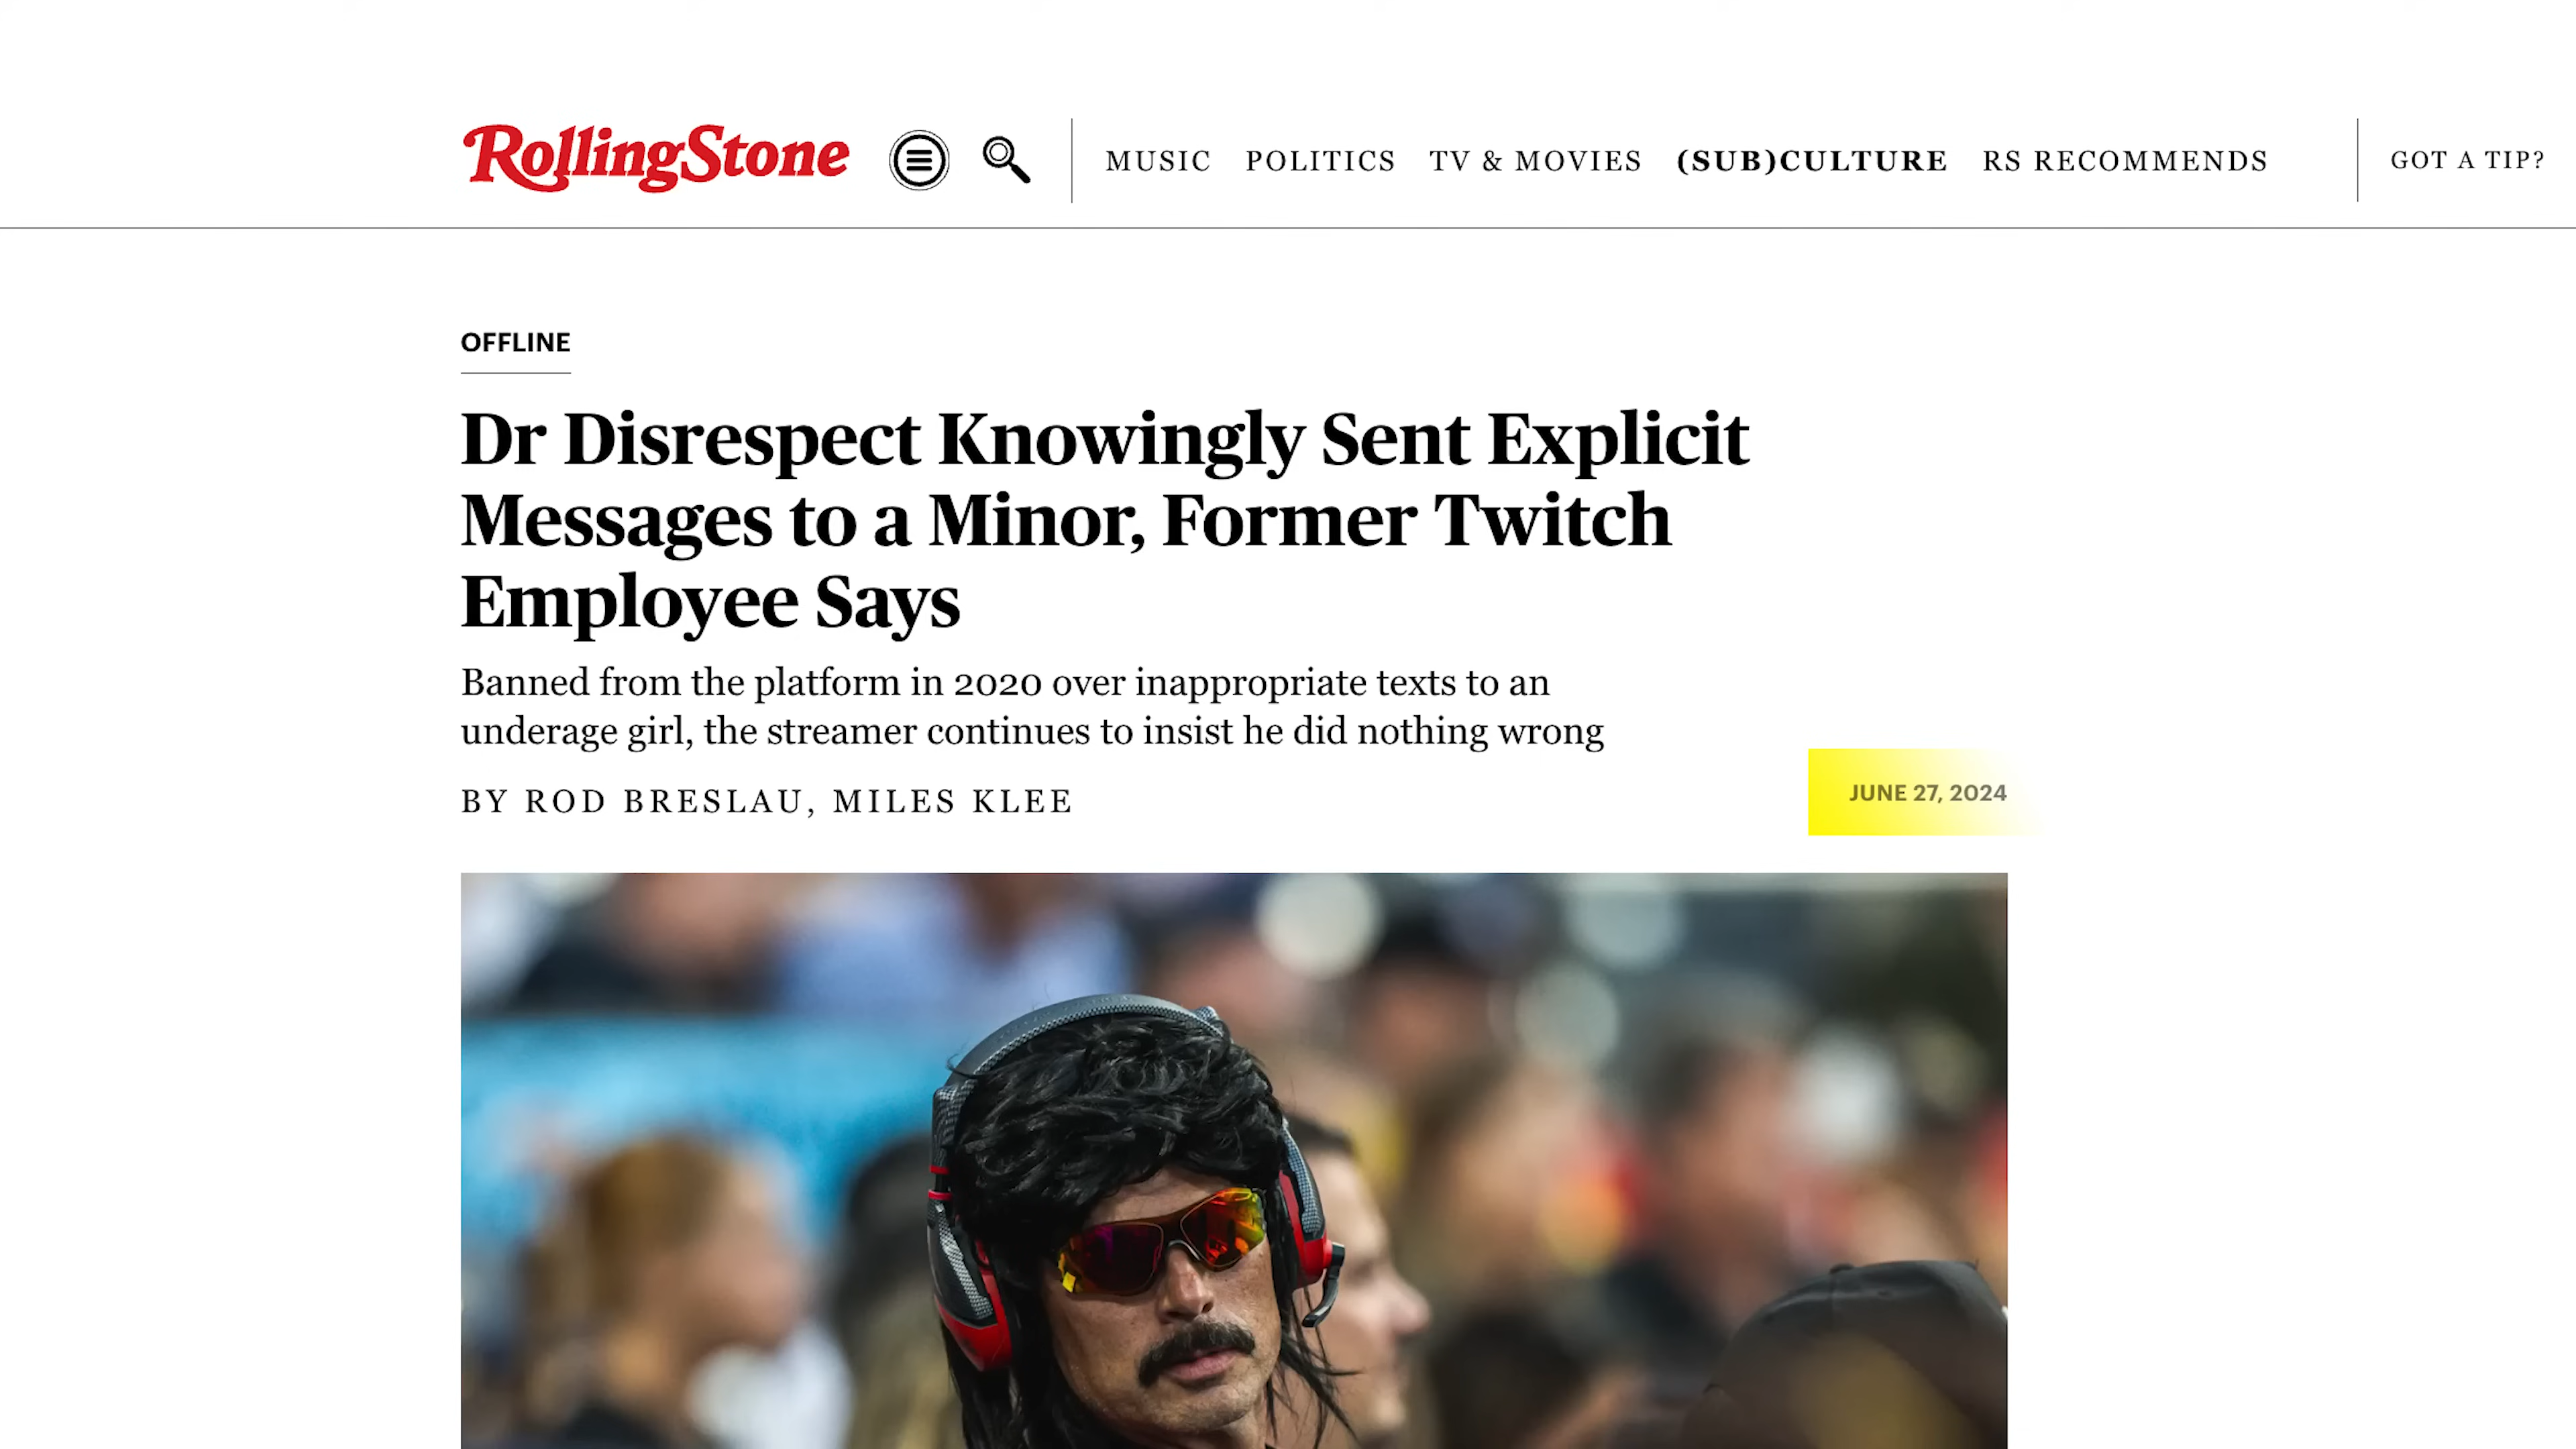 RollingStone
MUSIC POLITICS TV & MOVIES (SUB)CULTURE RS RECOMMENDS GOT A TIP?
OFFLINE
Dr Disrespect Knowingly Sent Explicit
Messages to a Minor, Former Twitch
Employee Says
Banned from the platform in 2020 over inappropriate texts to an
underage girl, the streamer continues to insist he did nothing wrong
BY ROD BRESLAU, MILES KLEE
JUNE 27, 2024